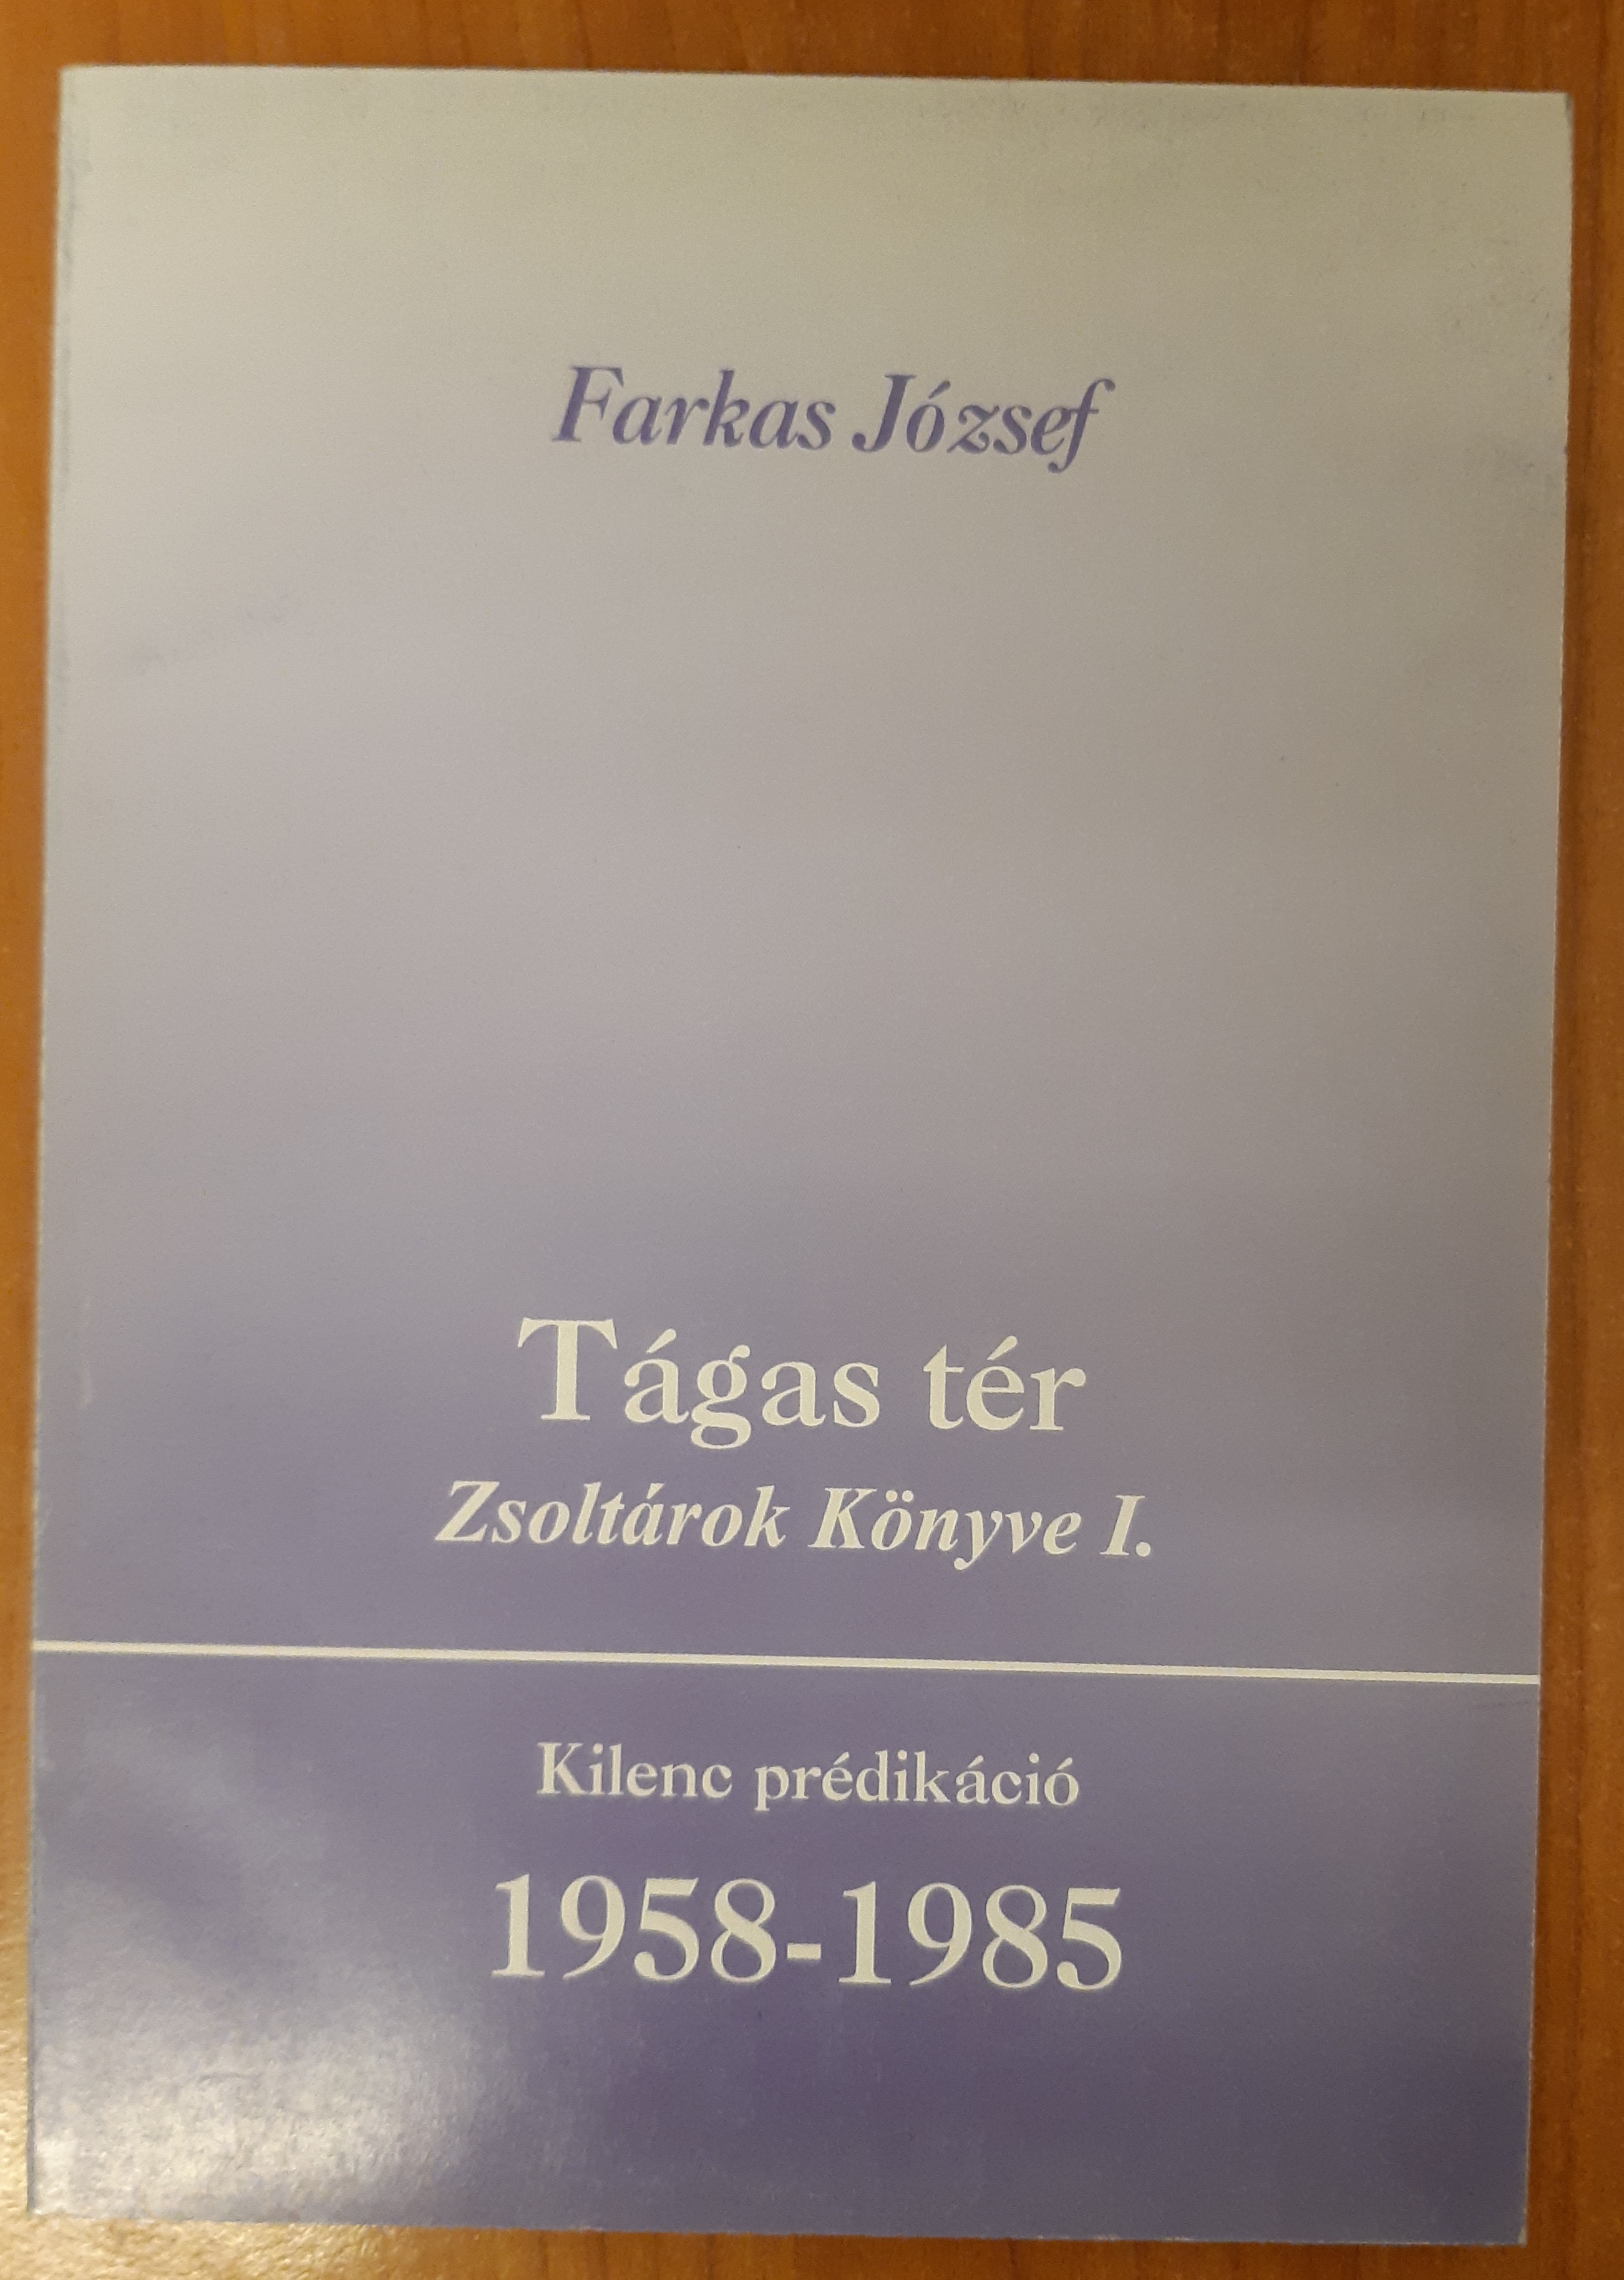 Farkas József
Tágas tér
Zsoltárok Könyve I.
Kilenc prédikáció
1958-1985